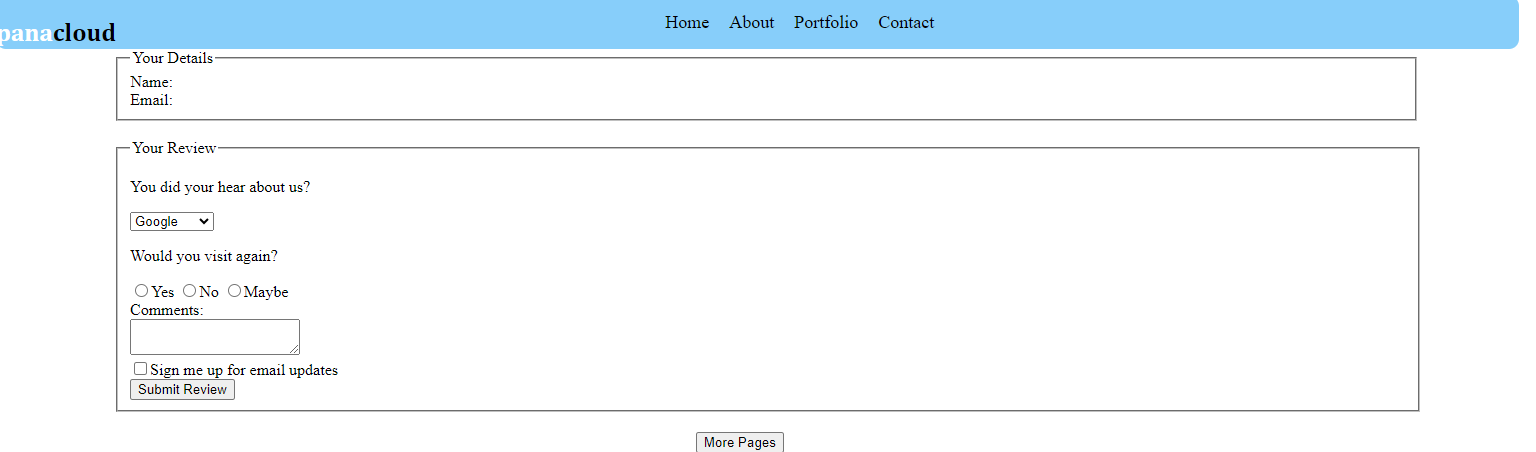 panacloud
Home About Portfolio Contact
Your Details
Name:
Email:
Your Review
You did your hear about us?
Google
Would you visit again?
Yes No Maybe
Comments:
Sign me up for email updates
Submit Review
More Pages